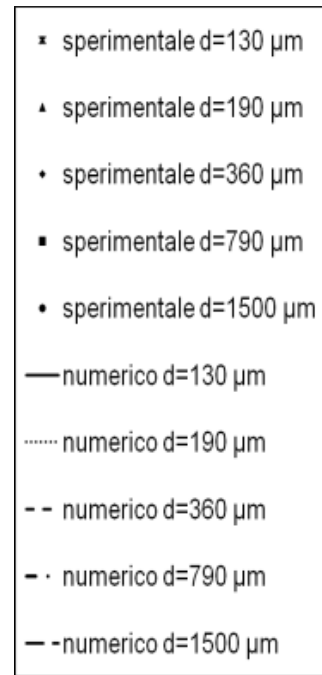 sperimentale d=130 µm
sperimentale d=190 µm
sperimentale d=360 µm
sperimentale d=790 µm
sperimentale d=1500 µm
numerico d=130 µm
numerico d=190 µm
numerico d=360 µm
numerico d=790 µm
numerico d=1500 µm